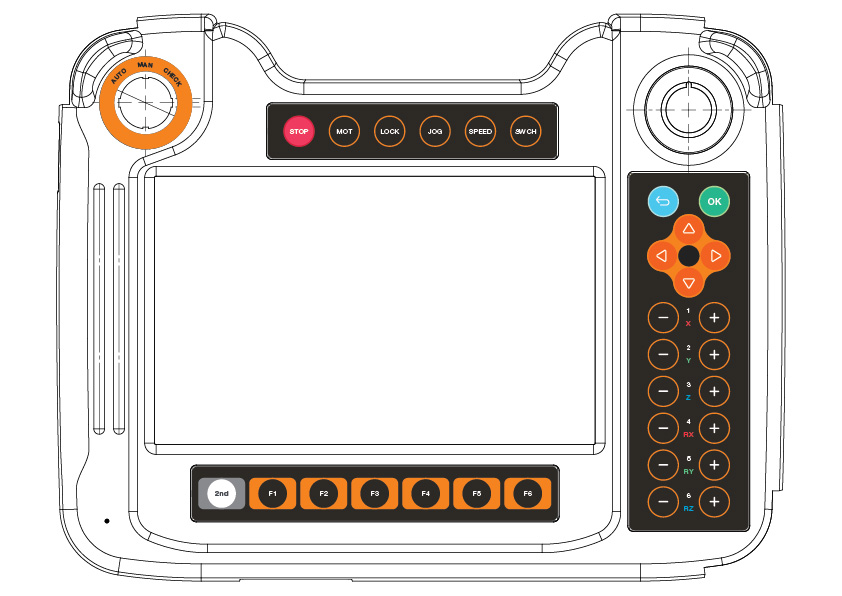 AUTO MAN CHECK
STOP MOT LOCK JOG SPEED SWCH
OK
− 1 +
X
− 2 +
Y
− 3 +
Z
− 4 +
RX
− 5 +
RY
− 6 +
RZ
2nd F1 F2 F3 F4 F5 F6